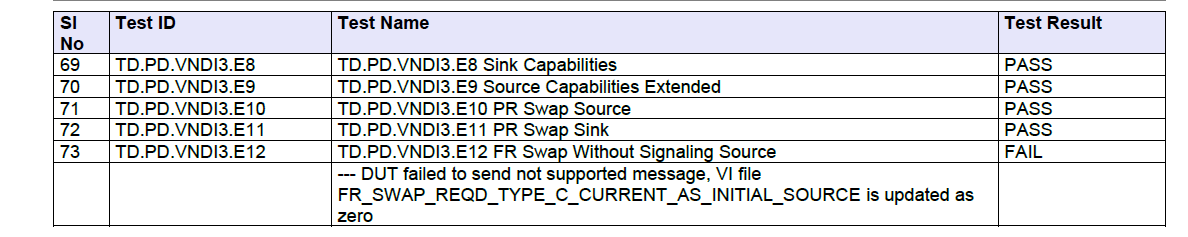 Sl No Test ID Test Name Test Result
69 TD.PD.VNDI3.E8 TD.PD.VNDI3.E8 Sink Capabilities PASS
70 TD.PD.VNDI3.E9 TD.PD.VNDI3.E9 Source Capabilities Extended PASS
71 TD.PD.VNDI3.E10 TD.PD.VNDI3.E10 PR Swap Source PASS
72 TD.PD.VNDI3.E11 TD.PD.VNDI3.E11 PR Swap Sink PASS
73 TD.PD.VNDI3.E12 TD.PD.VNDI3.E12 FR Swap Without Signaling Source FAIL
--- DUT failed to send not supported message, VI file
FR_SWAP_REQD_TYPE_C_CURRENT_AS_INITIAL_SOURCE is updated as
zero